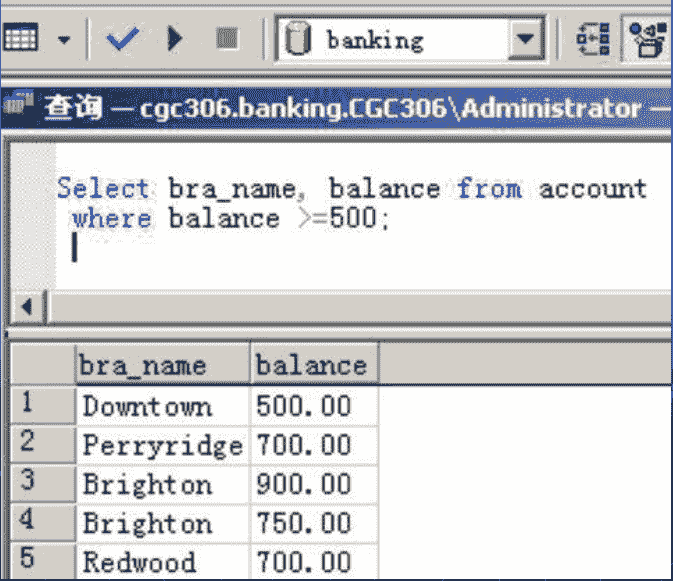 banking
查询 — cgc306.banking.CGC306\Administrator —
Select bra_name, balance from account
where balance >=500;
bra_name balance
1 Downtown 500.00
2 Perryridge 700.00
3 Brighton 900.00
4 Brighton 750.00
5 Redwood 700.00